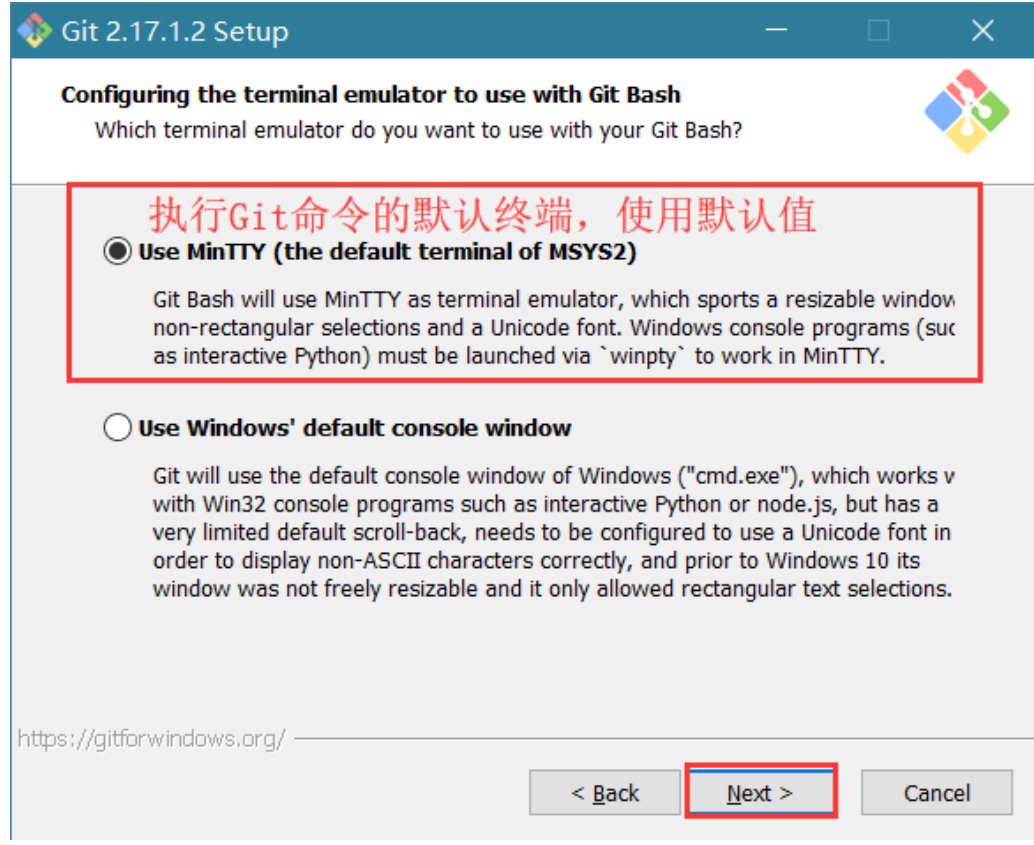 Git 2.17.1.2 Setup
Configuring the terminal emulator to use with Git Bash
Which terminal emulator do you want to use with your Git Bash?
执行Git命令的默认终端，使用默认值
Use MinTTY (the default terminal of MSYS2)
Git Bash will use MinTTY as terminal emulator, which sports a resizable window
non-rectangular selections and a Unicode font. Windows console programs (suc
as interactive Python) must be launched via `winpty` to work in MinTTY.
Use Windows' default console window
Git will use the default console window of Windows ("cmd.exe"), which works w
with Win32 console programs such as interactive Python or node.js, but has a
very limited default scroll-back, needs to be configured to use a Unicode font in
order to display non-ASCII characters correctly, and prior to Windows 10 its
window was not freely resizable and it only allowed rectangular text selections.
https://gitforwindows.org/
< Back Next > Cancel